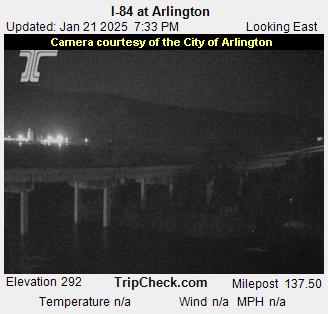 I-84 at Arlington
Updated: Jan 21 2025 7:33 PM Looking East
Camera courtesy of the City of Arlington
Elevation 292 TripCheck.com Milepost 137.50
Temperature n/a Wind n/a MPH n/a